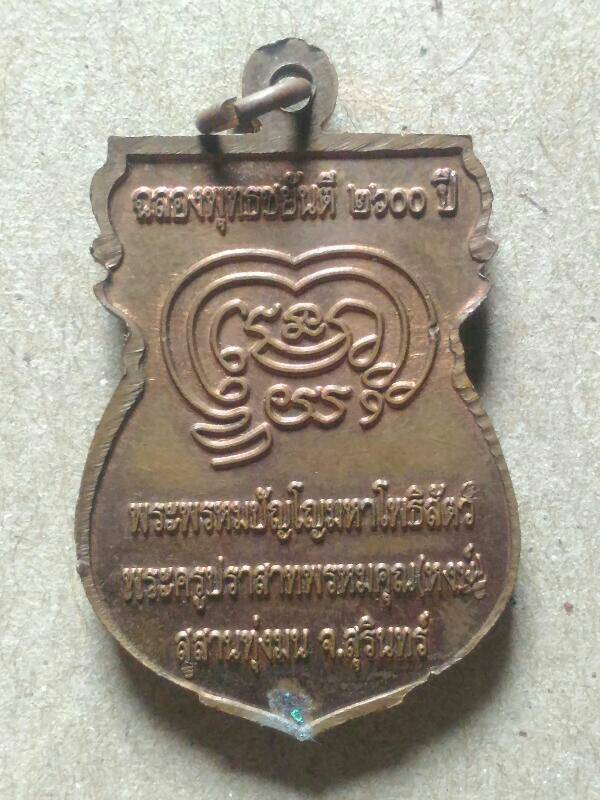 ฉลองพุทธชยันตี ๒๖๐๐ ปี
พระพรหมปัญโญมหาโพธิสัตว์
พระครูปราสาทพรหมคุณ(หงษ์)
สุสานทุ่งมน จ.สุรินทร์